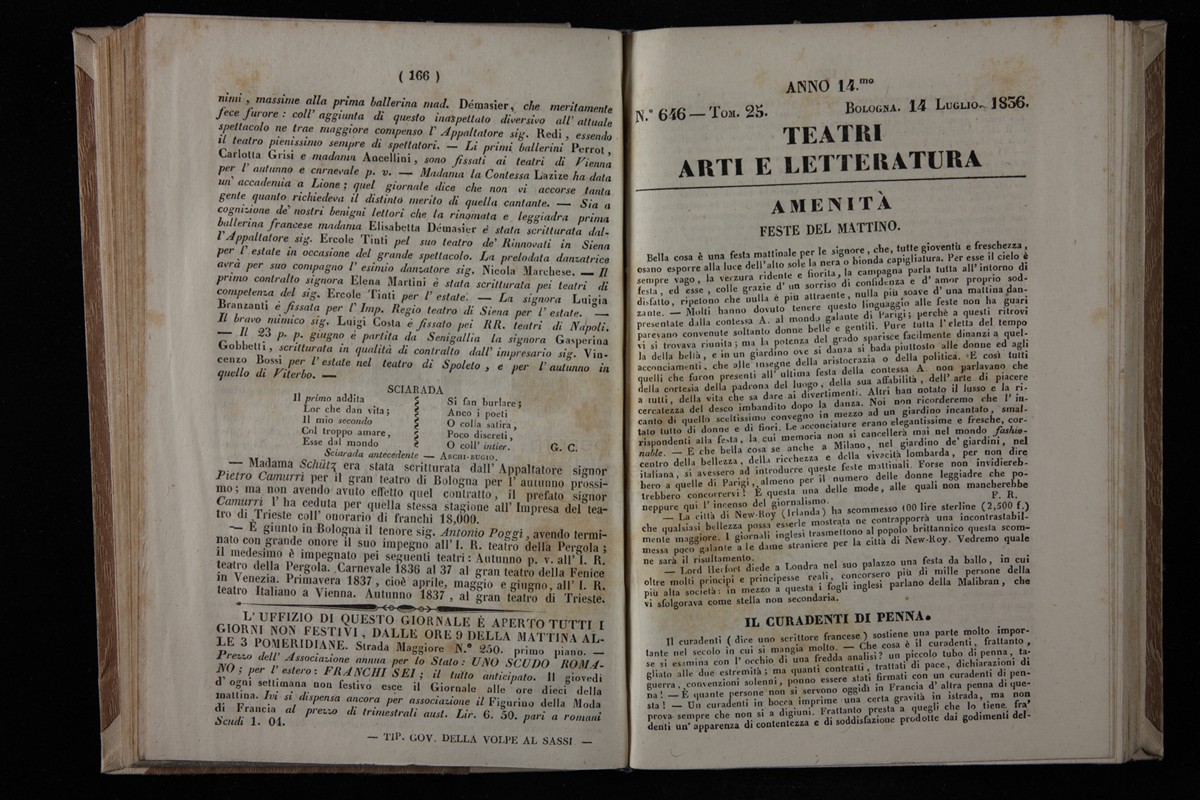 ( 166 )
nimi, massime alla prima ballerina mad. Démasier, che meritamente
fece furore : coll' aggiunta di questo inaspettato diversivo all' attuale
spettacolo ne trae maggiore compenso l' Appaltatore sig. Redi, essendo
il teatro pienissimo sempre di spettatori. — Li primi ballerini Perrot,
Carlotta Grisi e madama Ancellini, sono fissati ai teatri di Vienna
per l' autunno e carnevale p. v. — Madama la Contessa Lazize ha data
un' accademia a Lione ; quel giornale dice che non vi accorse tanta
gente quanto richiedeva il distinto merito di quella cantante. — Sia a
cognizione de' nostri benigni lettori che la rinomata e leggiadra prima
ballerina francese madama Elisabetta Démasier è stata scritturata dal-
l' Appaltatore sig. Ercole Tinti pel suo teatro de' Rinnovati in Siena
per l' estate in occasione del grande spettacolo. La prelodata danzatrice
avrà per suo compagno l' esimio danzatore sig. Nicola Marchese. — Il
primo contralto signora Elena Martini è stata scritturata pei teatri di
competenza del sig. Ercole Tinti per l' estate. — La signora Luigia
Branzanti è fissata per l' Imp. Regio teatro di Siena per l' estate. —
Il bravo mimico sig. Luigi Costa è fissato pei RR. teatri di Napoli.
— Il 23 p. p. giugno è partita da Senigallia la signora Gasperina
Gobbetti, scritturata in qualità di contralto dall' impresario sig. Vin-
cenzo Bossi per l' estate nel teatro di Spoleto , e per l' autunno in
quello di Viterbo. —
SCIARADA
Il primo addita
Lor che dan vita ;
Il mio secondo
Col troppo amare,
Esse dal mondo
Si fan burlare ;
Anco i poeti
O colla satira ,
Poco discreti ,
O coll' intier. G. C.
Sciarada antecedente — ARCHI-BUGIO.
— Madama Schütz era stata scritturata dall' Appaltatore signor
Pietro Camurri per il gran teatro di Bologna per l' autunno prossi-
mo ; ma non avendo avuto effetto quel contratto , il prefato signor
Camurri l' ha ceduta per quella stessa stagione all' Impresa del tea-
tro di Trieste coll' onorario di franchi 18,000.
— È giunto in Bologna il tenore sig. Antonio Poggi, avendo termi-
nato con grande onore il suo impegno all' I. R. teatro della Pergola ;
il medesimo è impegnato pei seguenti teatri : Autunno p. v. all' I. R.
teatro della Pergola. Carnevale 1836 al 37 al gran teatro della Fenice
in Venezia. Primavera 1837 , cioè aprile, maggio e giugno, all' I. R.
teatro Italiano a Vienna. Autunno 1837 , al gran teatro di Trieste.
L' UFFIZIO DI QUESTO GIORNALE È APERTO TUTTI I
GIORNI NON FESTIVI, DALLE ORE 9 DELLA MATTINA AL-
LE 3 POMERIDIANE. Strada Maggiore N.° 250. primo piano. —
Prezzo dell' Associazione annua per lo Stato : UNO SCUDO ROMA-
NO ; per l' estero : FRANCHI SEI ; il tutto anticipato. Il giovedì
d' ogni settimana non festivo esce il Giornale alle ore dieci della
mattina. Ivi si dispensa ancora per associazione il Figurino della Moda
di Francia al prezzo di trimestrali aust. Lir. 6. 50. pari a romani
Scudi 1. 04.
— TIP. GOV. DELLA VOLPE AL SASSI —
ANNO 14.mo
N.° 646 — TOM. 25. BOLOGNA. 14 LUGLIO. 1836.
TEATRI
ARTI E LETTERATURA
AMENITÀ
FESTE DEL MATTINO.
Bella cosa è una festa mattinale per le signore, che, tutte gioventù e freschezza ,
osano esporre alla luce dell' alto sole la nera o bionda capigliatura. Per esse il cielo è
sempre vago, la verzura ridente e fiorita, la campagna parla tutta all' intorno di
festa, ed esse , colle grazie d' un sorriso di confidenza e d' amor proprio sod-
disfatto , ripetono che nulla è più attraente , nulla più soave d' una mattina dan-
zante. — Molti hanno dovuto tenere questo linguaggio alle feste non ha guari
presentate dalla contessa A. al mondo galante di Parigi ; perchè a questi ritrovi
parevano convenute soltanto donne belle e gentili. Pure tutta l' eletta del tempo
vi si trovava riunita ; ma la potenza del grado sparisce facilmente dinanzi a quel-
la della beltà, e in un giardino ove si danza si bada piuttosto alle donne ed agli
acconciamenti, che alle insegne della aristocrazia o della politica. E così tutti
quelli che furon presenti all' ultima festa della contessa A. non parlavano che
della cortesia della padrona del luogo, della sua affabilità , dell' arte di piacere
a tutti , della vita che sa dare ai divertimenti. Altri han notato il lusso e la ri-
cercatezza del desco imbandito dopo la danza. Noi non ricorderemo che l' in-
canto di quello sceltissimo convegno in mezzo ad un giardino incantato , smal-
tato tutto di donne e di fiori. Le acconciature erano elegantissime e fresche, cor-
rispondenti alla festa , la cui memoria non si cancellerà mai nel mondo fashio-
nable. — E che bella cosa se anche a Milano , nel giardino de' giardini , nel
centro della bellezza , della ricchezza e della vivacità lombarda , per non dire
italiana , si avessero ad introdurre queste feste mattinali. Forse non invidiereb-
bero a quelle di Parigi , almeno per il numero delle donne leggiadre che po-
trebbero concorrervi ! È questa una delle mode, alle quali non mancherebbe
neppure qui l' incenso del giornalismo. F. R.
— La città di New-Roy (Irlanda) ha scommesso 100 lire sterline (2,500 f.)
che qualsiasi bellezza possa esserle mostrata ne contrapporrà una incontrastabil-
mente maggiore. I giornali inglesi trasmettono al popolo brittannico questa scom-
messa poco galante a le dame straniere per la città di New-Roy. Vedremo quale
ne sarà il risultamento.
— Lord Hertfort diede a Londra nel suo palazzo una festa da ballo, in cui
oltre molti principi e principesse reali, concorsero più di mille persone della
più alta società : in mezzo a questa i fogli inglesi parlano della Malibran , che
vi sfolgorava come stella non secondaria.
IL CURADENTI DI PENNA.
Il curadenti ( dice uno scrittore francese ) sostiene una parte molto impor-
tante nel secolo in cui si mangia molto. — Che cosa è il curadenti , frattanto ,
se si esamina con l' occhio di una fredda analisi ? un piccolo tubo di penna , ta-
gliato alle due estremità ; ma quanti contratti , trattati di pace , dichiarazioni di
guerra , convenzioni solenni, ponno essere stati firmati con un curadenti di pen-
na ! — E quante persone non si servono oggidì in Francia d' altra penna di que-
sta ! — Un curadenti in bocca imprime una certa gravità in istrada, ma non
prova sempre che non si a digiuni. Frattanto presta a quegli che lo tiene fra'
denti un' apparenza di contentezza e di soddisfazione prodotte dai godimenti del-